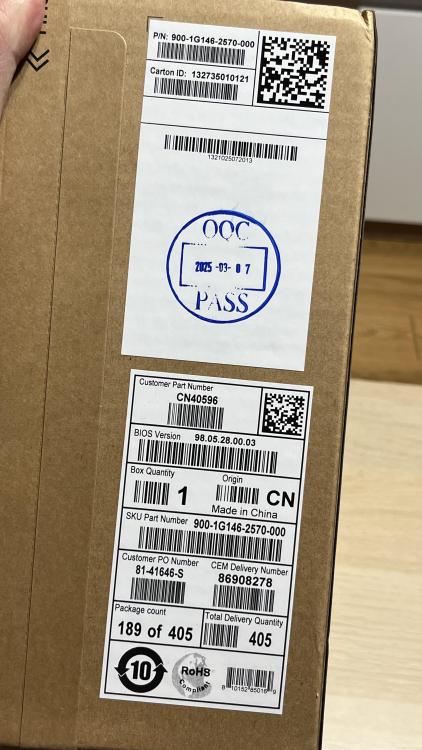 P/N: 900-1G146-2570-000
Carton ID: 132735010121
1321025072013
OQC
2025-03-07
PASS
Customer Part Number
CN40596
BIOS Version 98.05.28.00.03
Box Quantity 1
Origin CN
Made in China
SKU Part Number 900-1G146-2570-000
Customer PO Number
81-41646-S
CEM Delivery Number
86908278
Package count
189 of 405
Total Delivery Quantity
405
10
RoHS
Compliant